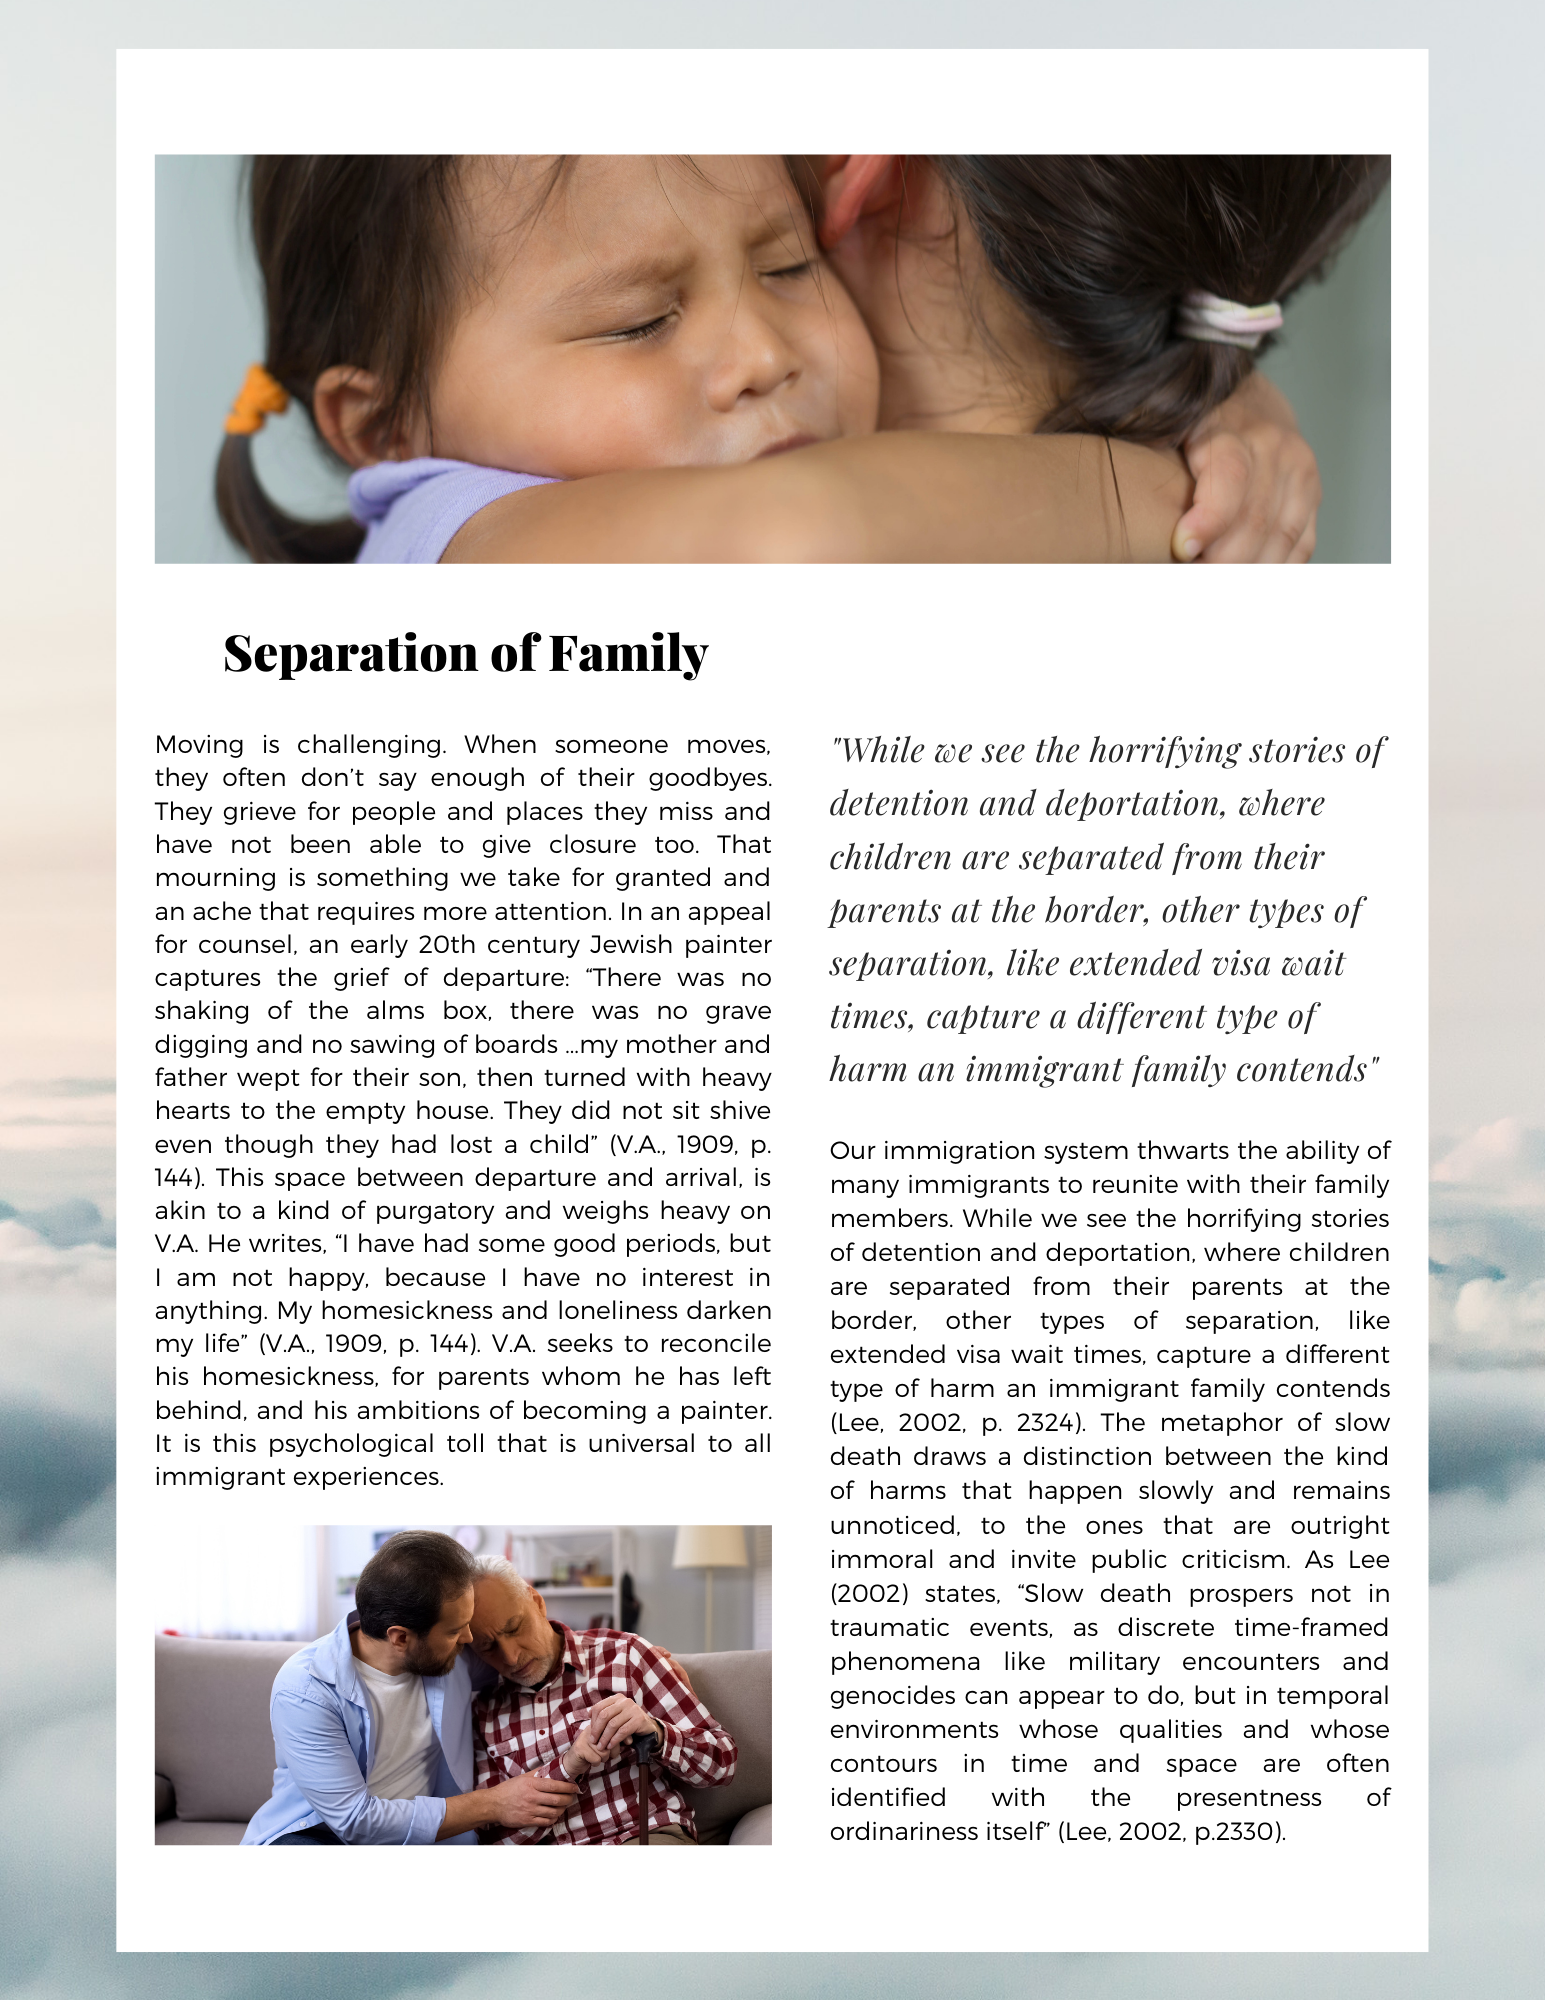 Separation of Family
Moving is challenging. When someone moves,
they often don’t say enough of their goodbyes.
They grieve for people and places they miss and
have not been able to give closure too. That
mourning is something we take for granted and
an ache that requires more attention. In an appeal
for counsel, an early 20th century Jewish painter
captures the grief of departure: “There was no
shaking of the alms box, there was no grave
digging and no sawing of boards ...my mother and
father wept for their son, then turned with heavy
hearts to the empty house. They did not sit shive
even though they had lost a child” (V.A., 1909, p.
144). This space between departure and arrival, is
akin to a kind of purgatory and weighs heavy on
V.A. He writes, “I have had some good periods, but
I am not happy, because I have no interest in
anything. My homesickness and loneliness darken
my life” (V.A., 1909, p. 144). V.A. seeks to reconcile
his homesickness, for parents whom he has left
behind, and his ambitions of becoming a painter.
It is this psychological toll that is universal to all
immigrant experiences.
"While we see the horrifying stories of
detention and deportation, where
children are separated from their
parents at the border, other types of
separation, like extended visa wait
times, capture a different type of
harm an immigrant family contends"
Our immigration system thwarts the ability of
many immigrants to reunite with their family
members. While we see the horrifying stories
of detention and deportation, where children
are separated from their parents at the
border, other types of separation, like
extended visa wait times, capture a different
type of harm an immigrant family contends
(Lee, 2002, p. 2324). The metaphor of slow
death draws a distinction between the kind
of harms that happen slowly and remains
unnoticed, to the ones that are outright
immoral and invite public criticism. As Lee
(2002) states, “Slow death prospers not in
traumatic events, as discrete time-framed
phenomena like military encounters and
genocides can appear to do, but in temporal
environments whose qualities and whose
contours in time and space are often
identified with the presentness of
ordinariness itself” (Lee, 2002, p.2330).